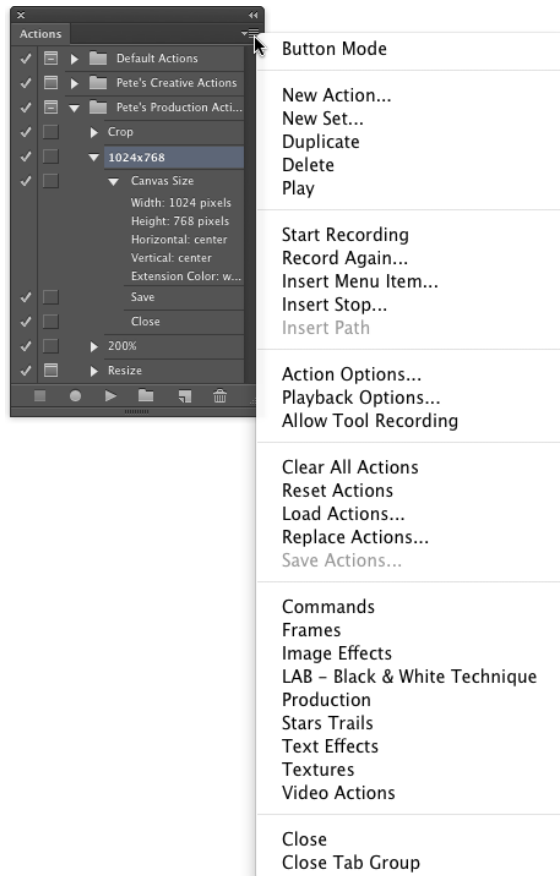 Actions
Default Actions
Pete's Creative Actions
Pete's Production Acti...
Crop
1024x768
Canvas Size
Width: 1024 pixels
Height: 768 pixels
Horizontal: center
Vertical: center
Extension Color: w...
Save
Close
200%
Resize
Button Mode
New Action...
New Set...
Duplicate
Delete
Play
Start Recording
Record Again...
Insert Menu Item...
Insert Stop...
Insert Path
Action Options...
Playback Options...
Allow Tool Recording
Clear All Actions
Reset Actions
Load Actions...
Replace Actions...
Save Actions...
Commands
Frames
Image Effects
LAB – Black & White Technique
Production
Stars Trails
Text Effects
Textures
Video Actions
Close
Close Tab Group